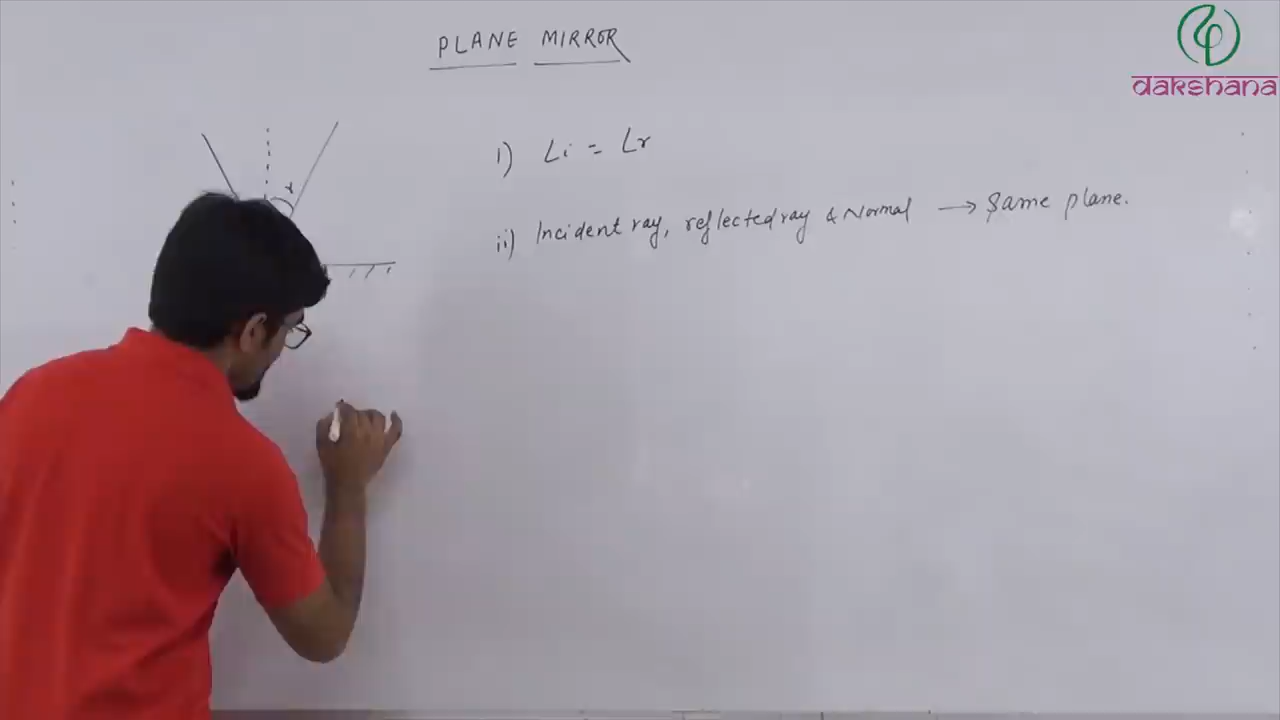 PLANE MIRROR
dakshana
r
i) ∠i = ∠r
ii) Incident ray, reflected ray & Normal → Same plane.